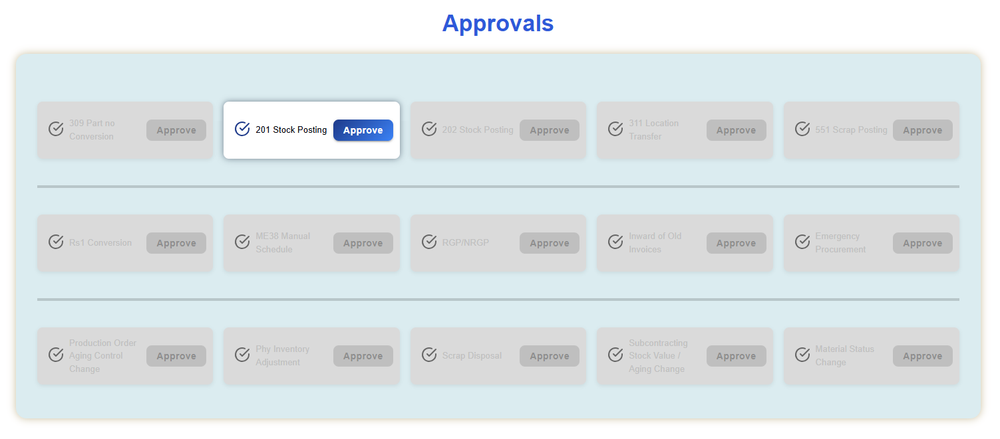 Approvals
309 Part no
Conversion
Approve
201 Stock Posting
Approve
202 Stock Posting
Approve
311 Location
Transfer
Approve
551 Scrap Posting
Approve
Rs1 Conversion
Approve
ME38 Manual
Schedule
Approve
RGP/NRGP
Approve
Inward of Old
Invoices
Approve
Emergency
Procurement
Approve
Production Order
Aging Control
Change
Approve
Phy Inventory
Adjustment
Approve
Scrap Disposal
Approve
Subcontracting
Stock Value /
Aging Change
Approve
Material Status
Change
Approve